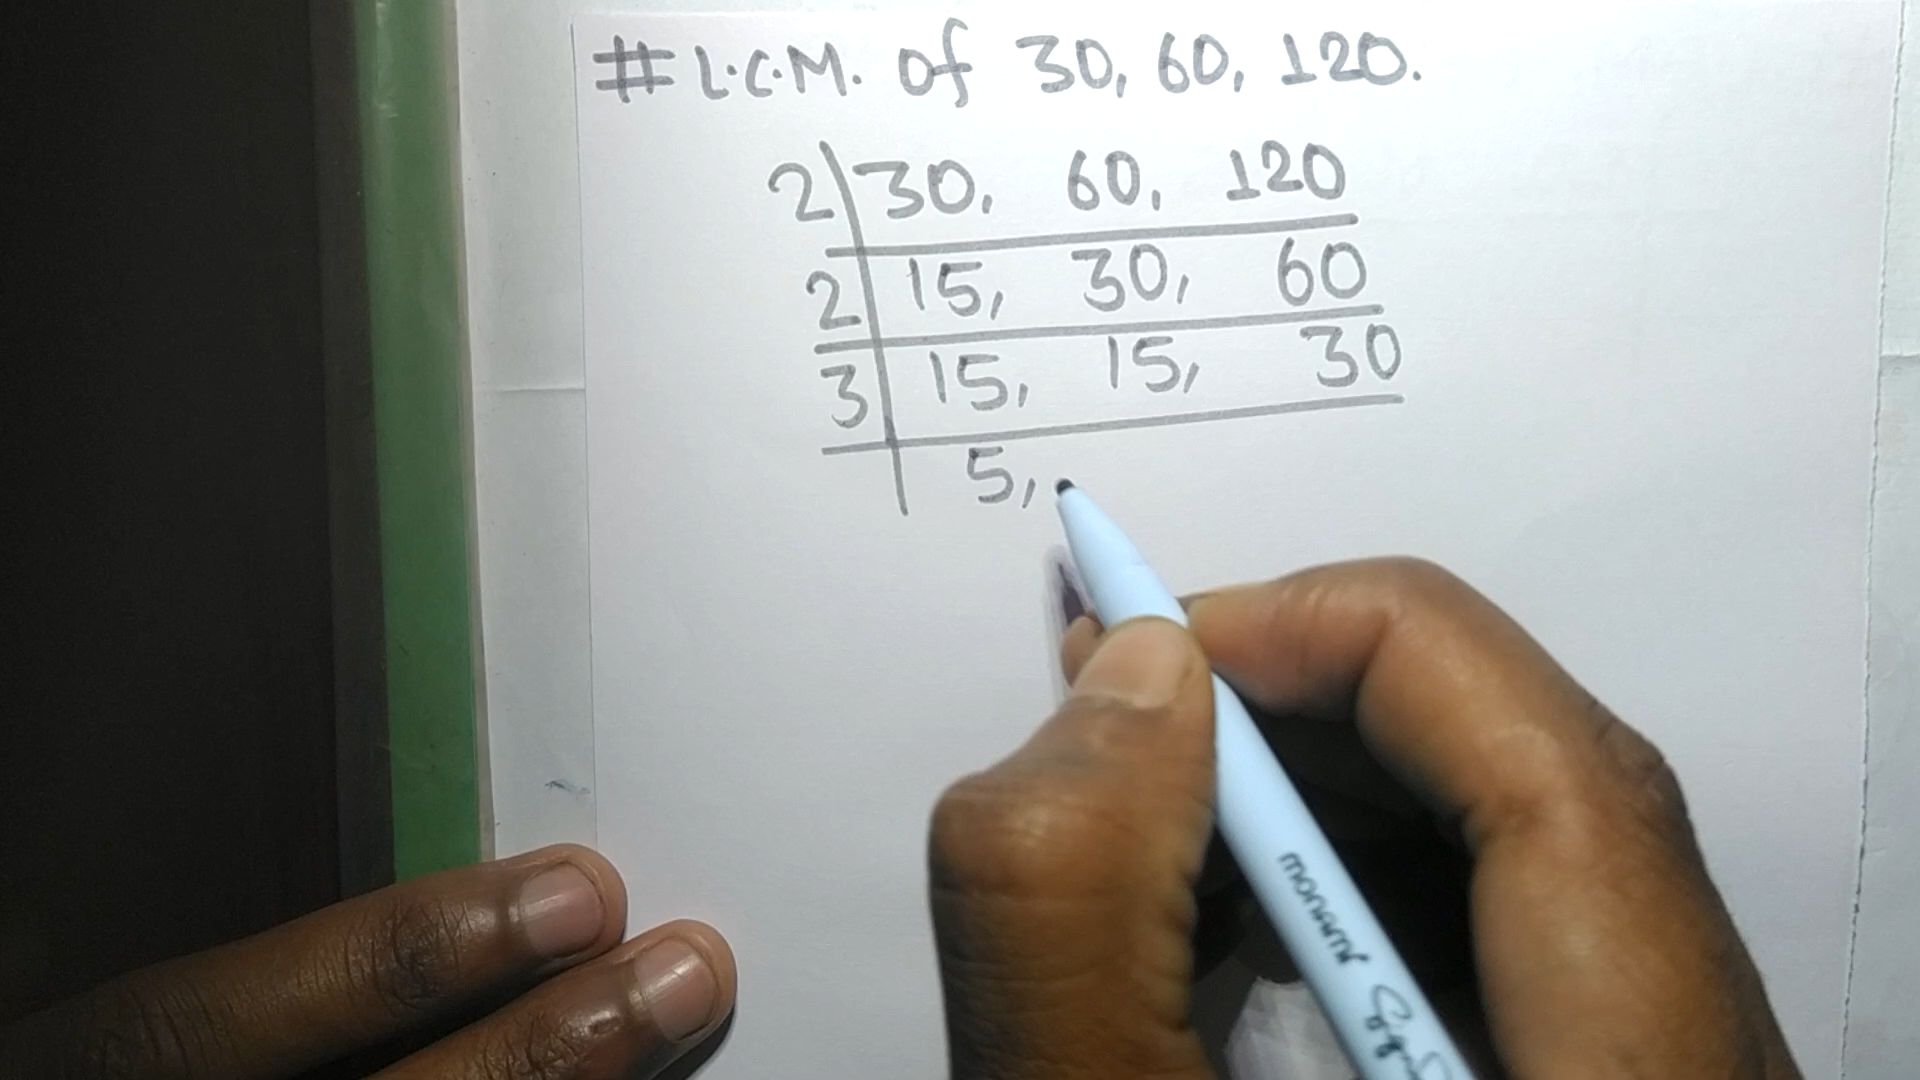 # L.C.M. of 30, 60, 120.
2 30, 60, 120
2 15, 30, 60
3 15, 15, 30
5,